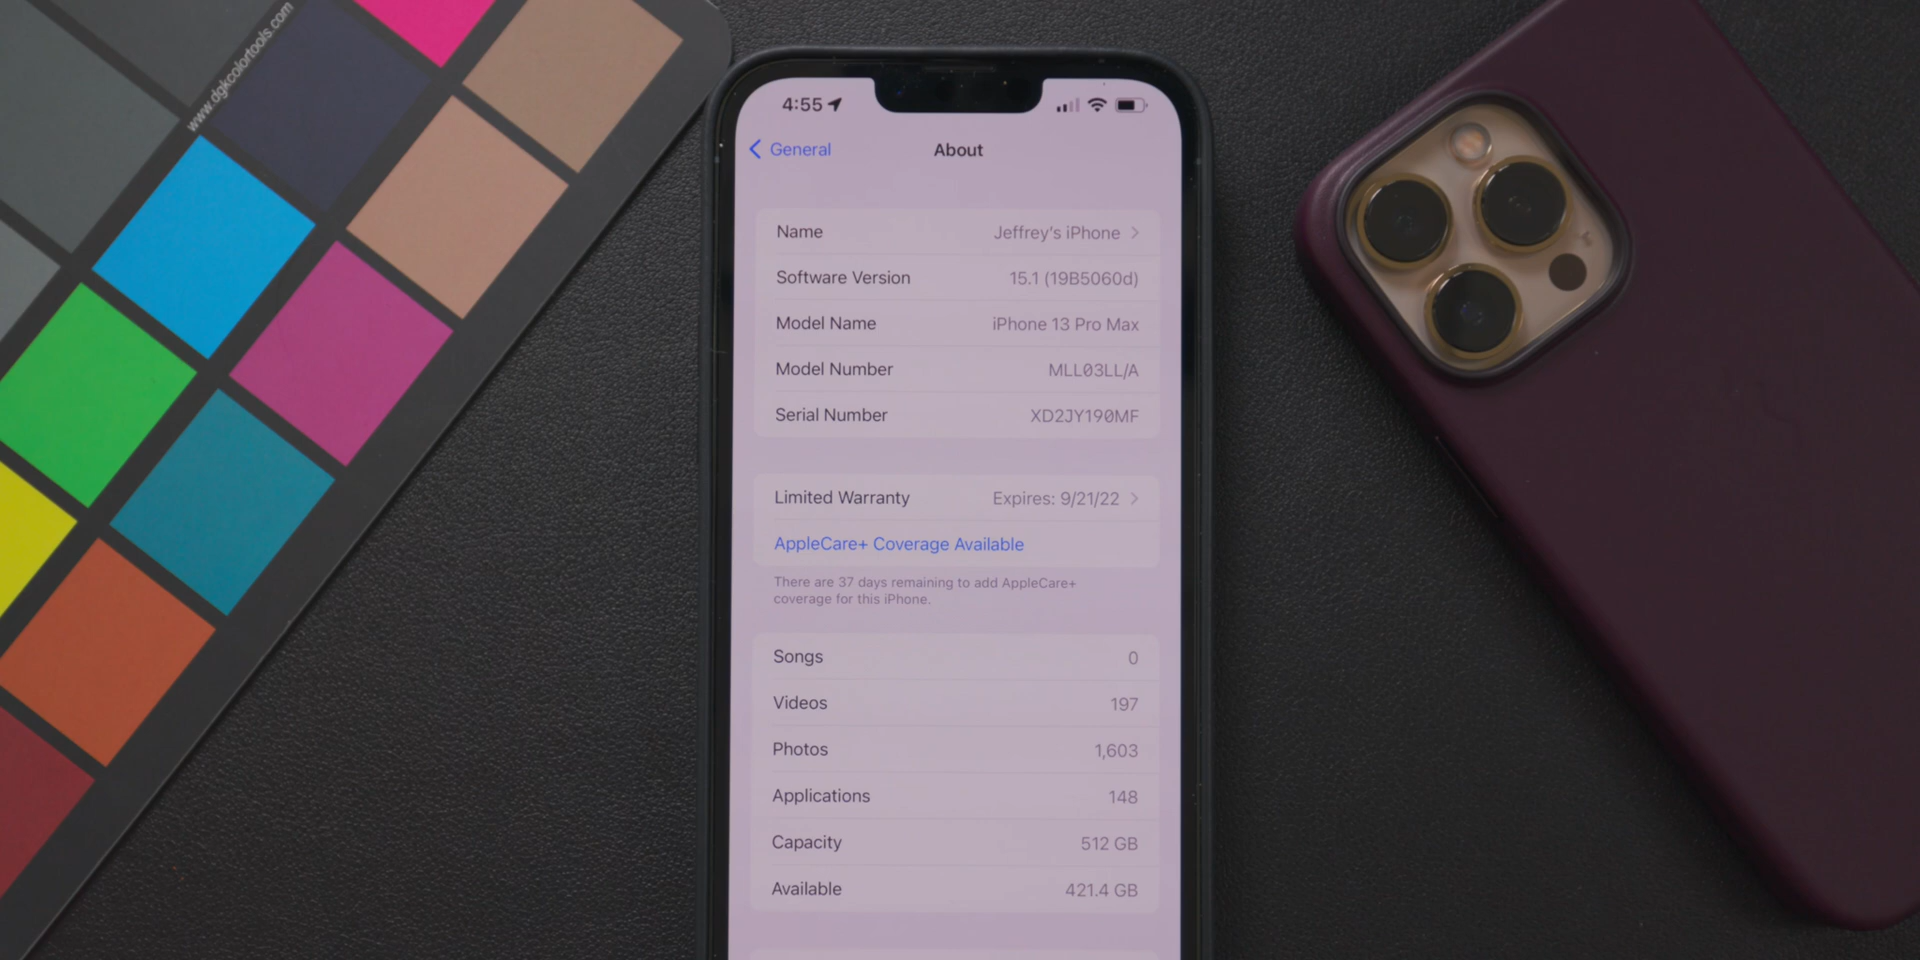 www.dgkcolortools.com
4:55
General
About
Name Jeffrey's iPhone
Software Version 15.1 (19B5060d)
Model Name iPhone 13 Pro Max
Model Number MLL03LL/A
Serial Number XD2JY190MF
Limited Warranty Expires: 9/21/22
AppleCare+ Coverage Available
There are 37 days remaining to add AppleCare+
coverage for this iPhone.
Songs 0
Videos 197
Photos 1,603
Applications 148
Capacity 512 GB
Available 421.4 GB